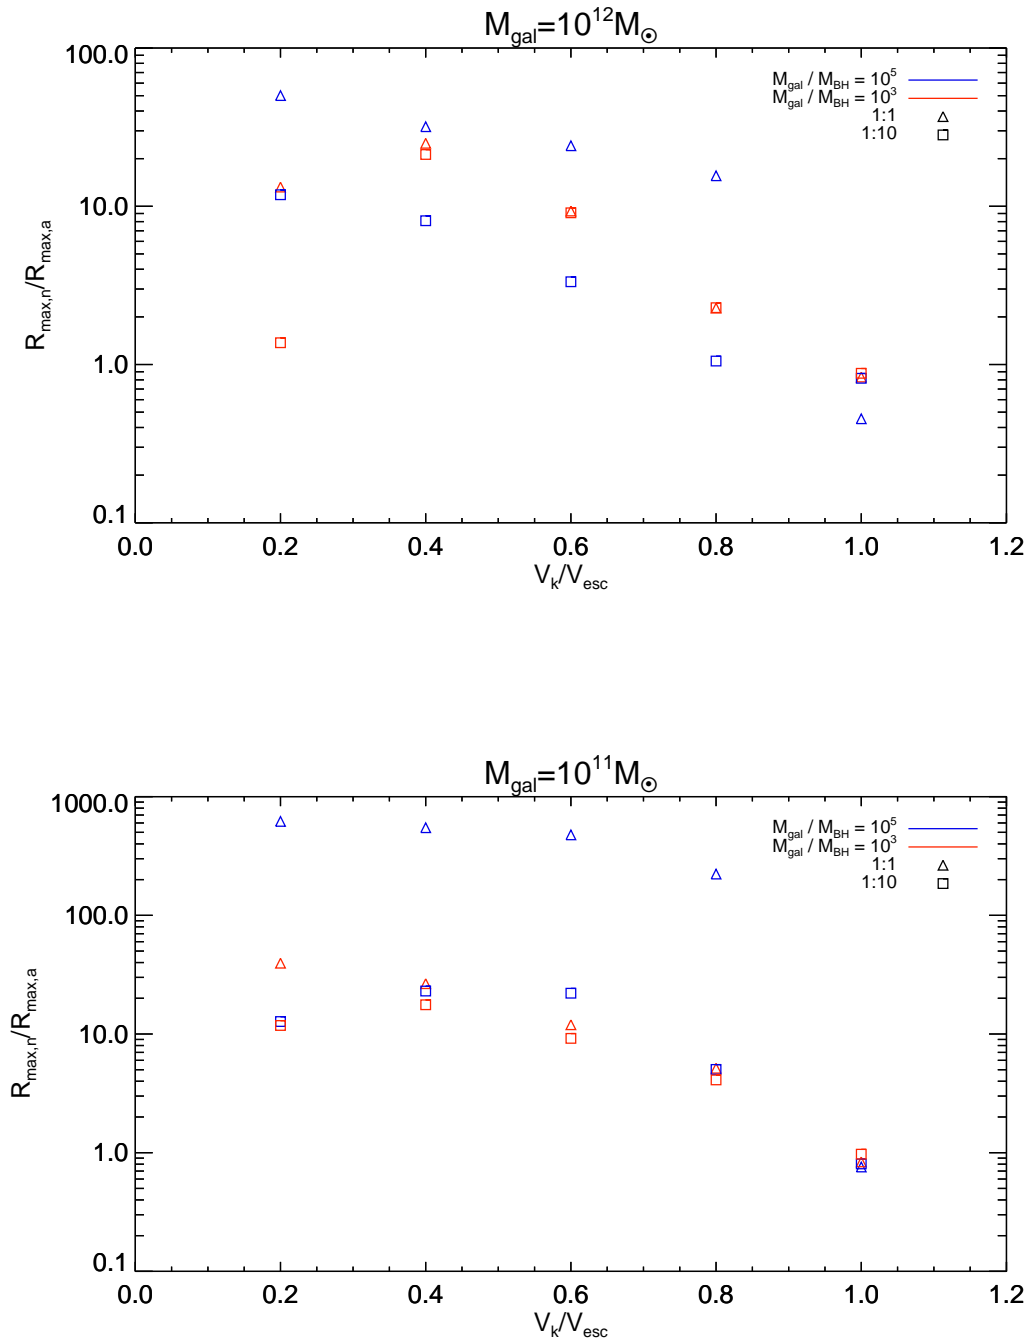 M_gal=10^12M_⊙
100.0
M_gal / M_BH = 10^5
M_gal / M_BH = 10^3
1:1
1:10
10.0
R_max,n/R_max,a
1.0
0.1
0.0 0.2 0.4 0.6 0.8 1.0 1.2
V_k/V_esc
M_gal=10^11M_⊙
1000.0
M_gal / M_BH = 10^5
M_gal / M_BH = 10^3
1:1
1:10
100.0
R_max,n/R_max,a
10.0
1.0
0.1
0.0 0.2 0.4 0.6 0.8 1.0 1.2
V_k/V_esc